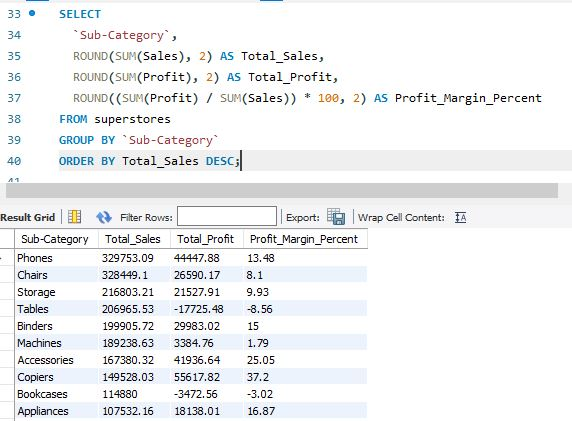 33 SELECT
34 `Sub-Category`,
35 ROUND(SUM(Sales), 2) AS Total_Sales,
36 ROUND(SUM(Profit), 2) AS Total_Profit,
37 ROUND((SUM(Profit) / SUM(Sales)) * 100, 2) AS Profit_Margin_Percent
38 FROM superstores
39 GROUP BY `Sub-Category`
40 ORDER BY Total_Sales DESC;
41
Result Grid Filter Rows: Export: Wrap Cell Content:
Sub-Category Total_Sales Total_Profit Profit_Margin_Percent
Phones 329753.09 44447.88 13.48
Chairs 328449.1 26590.17 8.1
Storage 216803.21 21527.91 9.93
Tables 206965.53 -17725.48 -8.56
Binders 199905.72 29983.02 15
Machines 189238.63 3384.76 1.79
Accessories 167380.32 41936.64 25.05
Copiers 149528.03 55617.82 37.2
Bookcases 114880 -3472.56 -3.02
Appliances 107532.16 18138.01 16.87